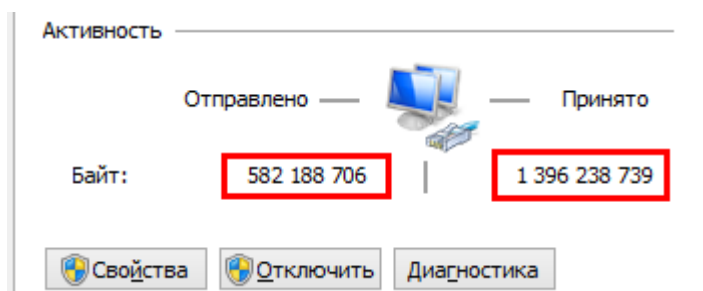 Активность
Отправлено — Принято
Байт: 582 188 706 | 1 396 238 739
Свойства Отключить Диагностика